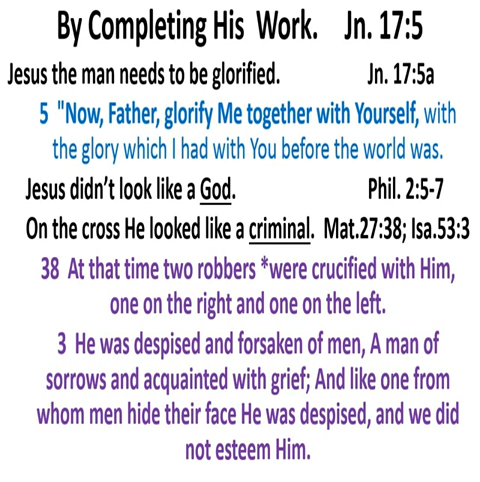 By Completing His Work. Jn. 17:5
Jesus the man needs to be glorified. Jn. 17:5a
5 "Now, Father, glorify Me together with Yourself, with
the glory which I had with You before the world was.
Jesus didn’t look like a God. Phil. 2:5-7
On the cross He looked like a criminal. Mat.27:38; Isa.53:3
38 At that time two robbers *were crucified with Him,
one on the right and one on the left.
3 He was despised and forsaken of men, A man of
sorrows and acquainted with grief; And like one from
whom men hide their face He was despised, and we did
not esteem Him.